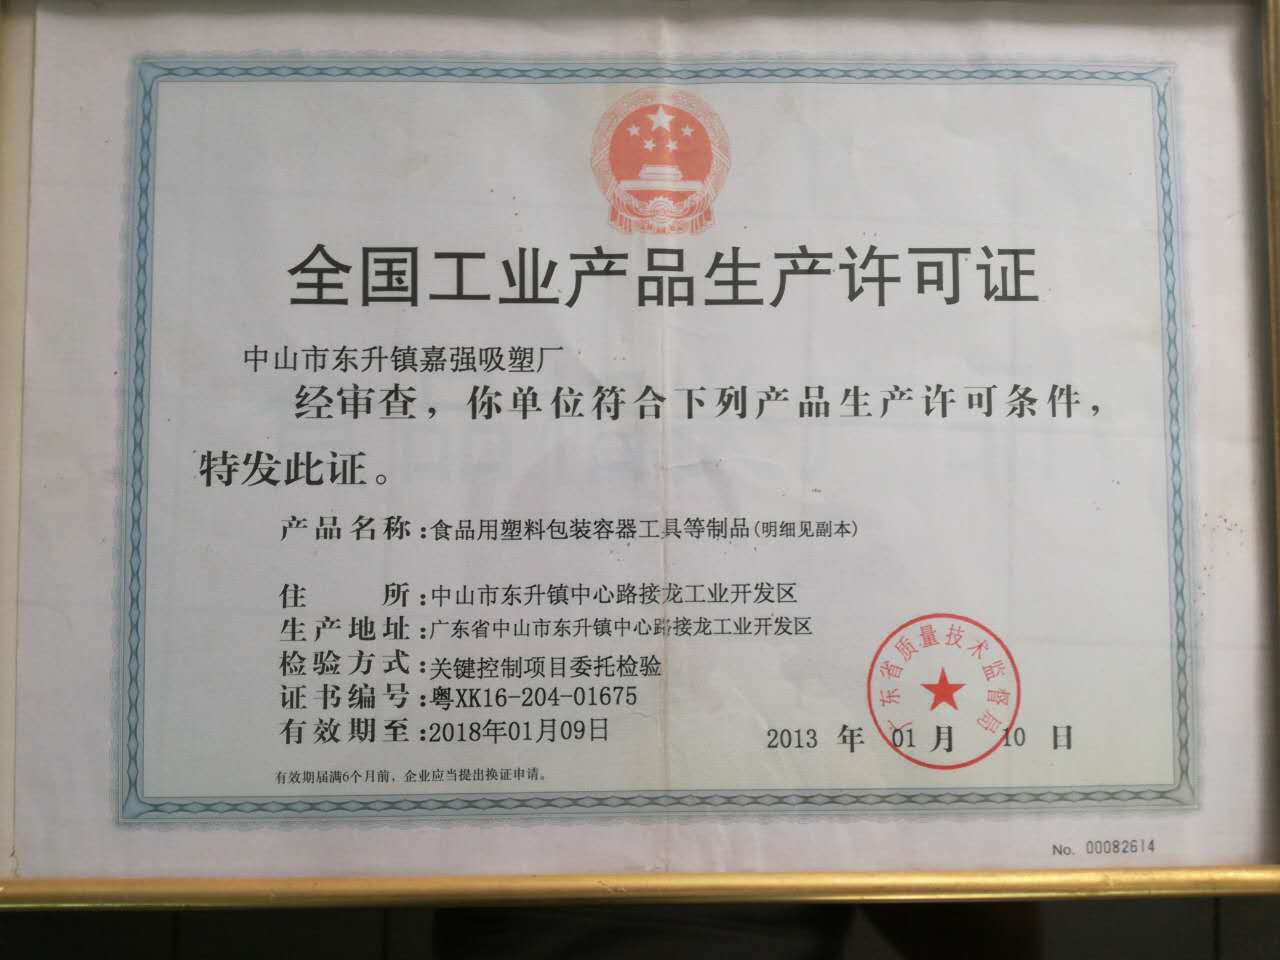 全国工业产品生产许可证
中山市东升镇嘉强吸塑厂
经审查，你单位符合下列产品生产许可条件，
特发此证。
产品名称：食品用塑料包装容器工具等制品(明细见副本)
住 所：中山市东升镇中心路接龙工业开发区
生产地址：广东省中山市东升镇中心路接龙工业开发区
检验方式：关键控制项目委托检验
证书编号：粤XK16-204-01675
有效期至：2018年01月09日
广东省质量技术监督局
2013 年 01 月 10 日
有效期届满6个月前，企业应当提出换证申请。
No. 00082614